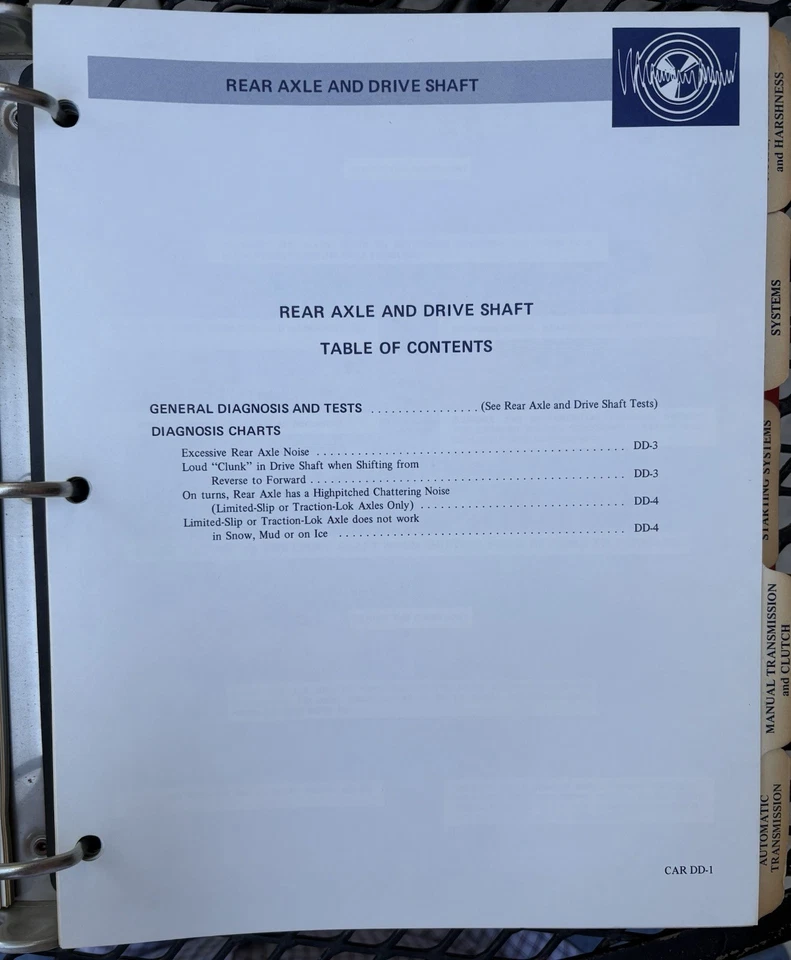 REAR AXLE AND DRIVE SHAFT
REAR AXLE AND DRIVE SHAFT
TABLE OF CONTENTS
GENERAL DIAGNOSIS AND TESTS ................ (See Rear Axle and Drive Shaft Tests)
DIAGNOSIS CHARTS
Excessive Rear Axle Noise ............................................. DD-3
Loud “Clunk” in Drive Shaft when Shifting from
Reverse to Forward ............................................... DD-3
On turns, Rear Axle has a Highpitched Chattering Noise
(Limited-Slip or Traction-Lok Axles Only) ............................... DD-4
Limited-Slip or Traction-Lok Axle does not work
in Snow, Mud or on Ice ........................................... DD-4
CAR DD-1
and HARSHNESS
SYSTEMS
STARTING SYSTEMS
MANUAL TRANSMISSION
and CLUTCH
AUTOMATIC
TRANSMISSION